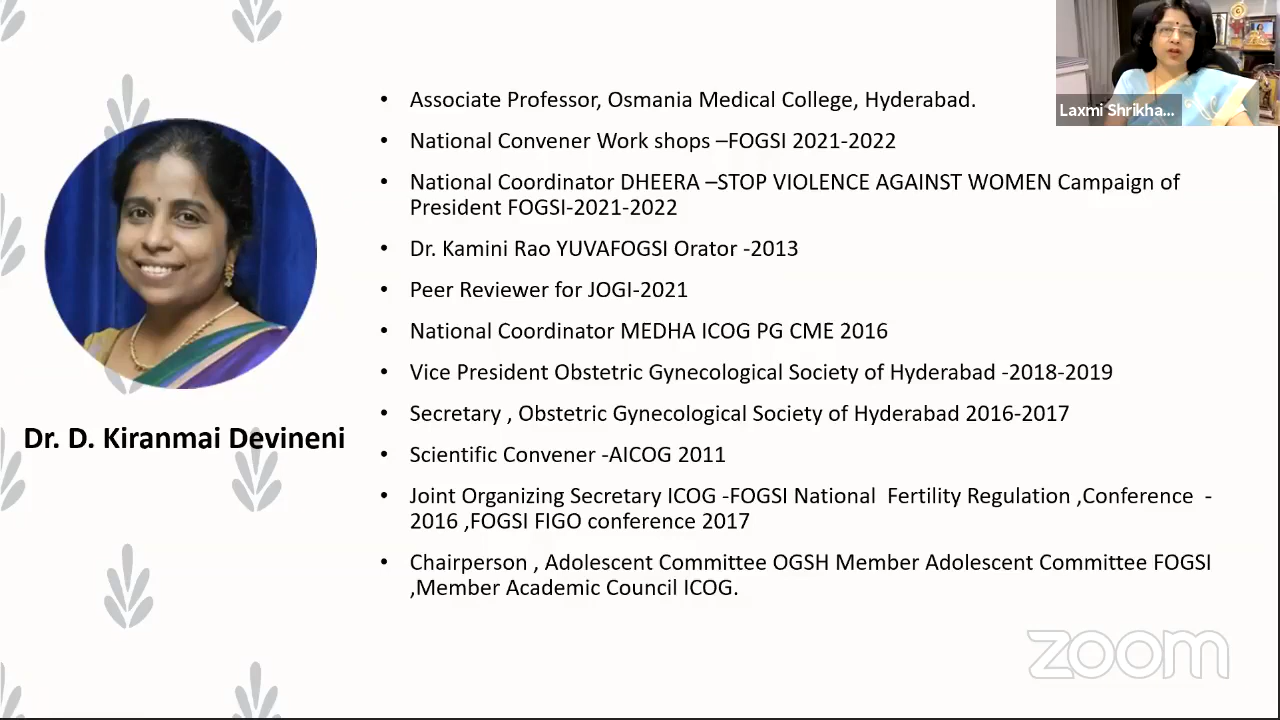 Laxmi Shrikha...
• Associate Professor, Osmania Medical College, Hyderabad.
• National Convener Work shops –FOGSI 2021-2022
• National Coordinator DHEERA –STOP VIOLENCE AGAINST WOMEN Campaign of
President FOGSI-2021-2022
• Dr. Kamini Rao YUVAFOGSI Orator -2013
• Peer Reviewer for JOGI-2021
• National Coordinator MEDHA ICOG PG CME 2016
• Vice President Obstetric Gynecological Society of Hyderabad -2018-2019
• Secretary , Obstetric Gynecological Society of Hyderabad 2016-2017
• Scientific Convener -AICOG 2011
• Joint Organizing Secretary ICOG -FOGSI National  Fertility Regulation ,Conference  -
2016 ,FOGSI FIGO conference 2017
• Chairperson , Adolescent Committee OGSH Member Adolescent Committee FOGSI
,Member Academic Council ICOG.
Dr. D. Kiranmai Devineni
zoom